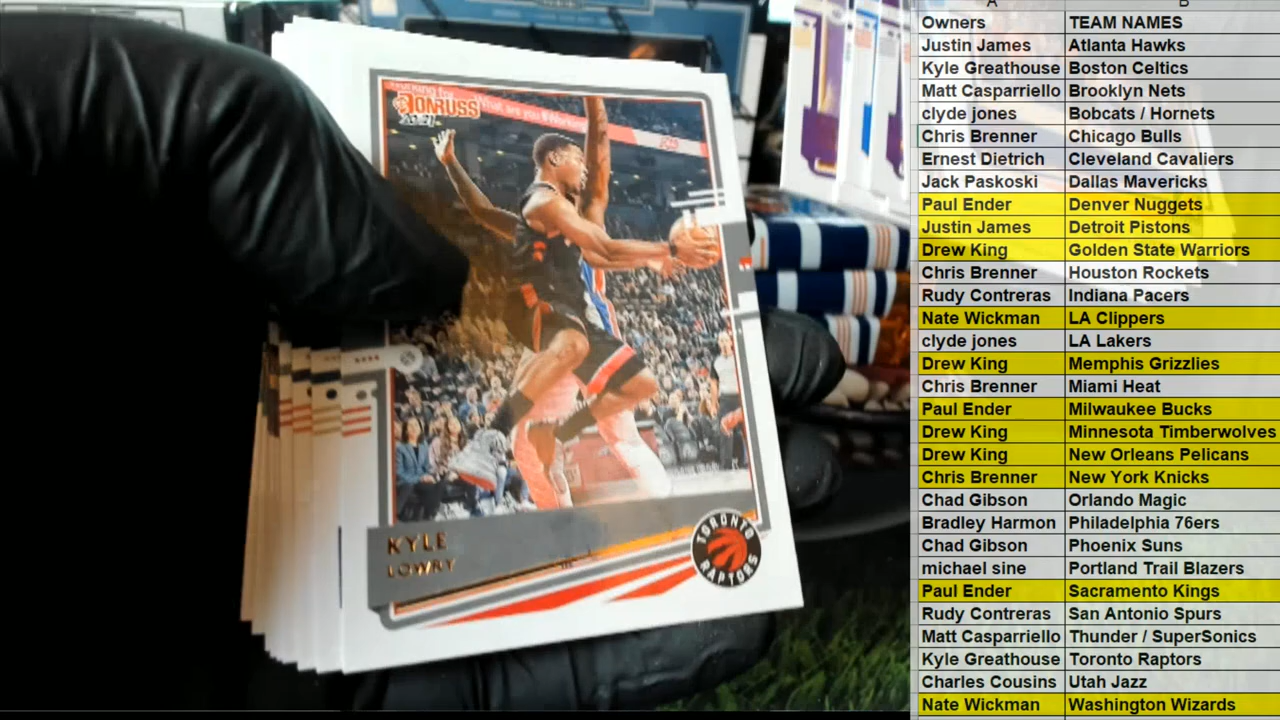 DONRUSS
20-21
KYLE
LOWRY
TORONTO
RAPTORS
A B
Owners TEAM NAMES
Justin James Atlanta Hawks
Kyle Greathouse Boston Celtics
Matt Casparriello Brooklyn Nets
clyde jones Bobcats / Hornets
Chris Brenner Chicago Bulls
Ernest Dietrich Cleveland Cavaliers
Jack Paskoski Dallas Mavericks
Paul Ender Denver Nuggets
Justin James Detroit Pistons
Drew King Golden State Warriors
Chris Brenner Houston Rockets
Rudy Contreras Indiana Pacers
Nate Wickman LA Clippers
clyde jones LA Lakers
Drew King Memphis Grizzlies
Chris Brenner Miami Heat
Paul Ender Milwaukee Bucks
Drew King Minnesota Timberwolves
Drew King New Orleans Pelicans
Chris Brenner New York Knicks
Chad Gibson Orlando Magic
Bradley Harmon Philadelphia 76ers
Chad Gibson Phoenix Suns
michael sine Portland Trail Blazers
Paul Ender Sacramento Kings
Rudy Contreras San Antonio Spurs
Matt Casparriello Thunder / SuperSonics
Kyle Greathouse Toronto Raptors
Charles Cousins Utah Jazz
Nate Wickman Washington Wizards